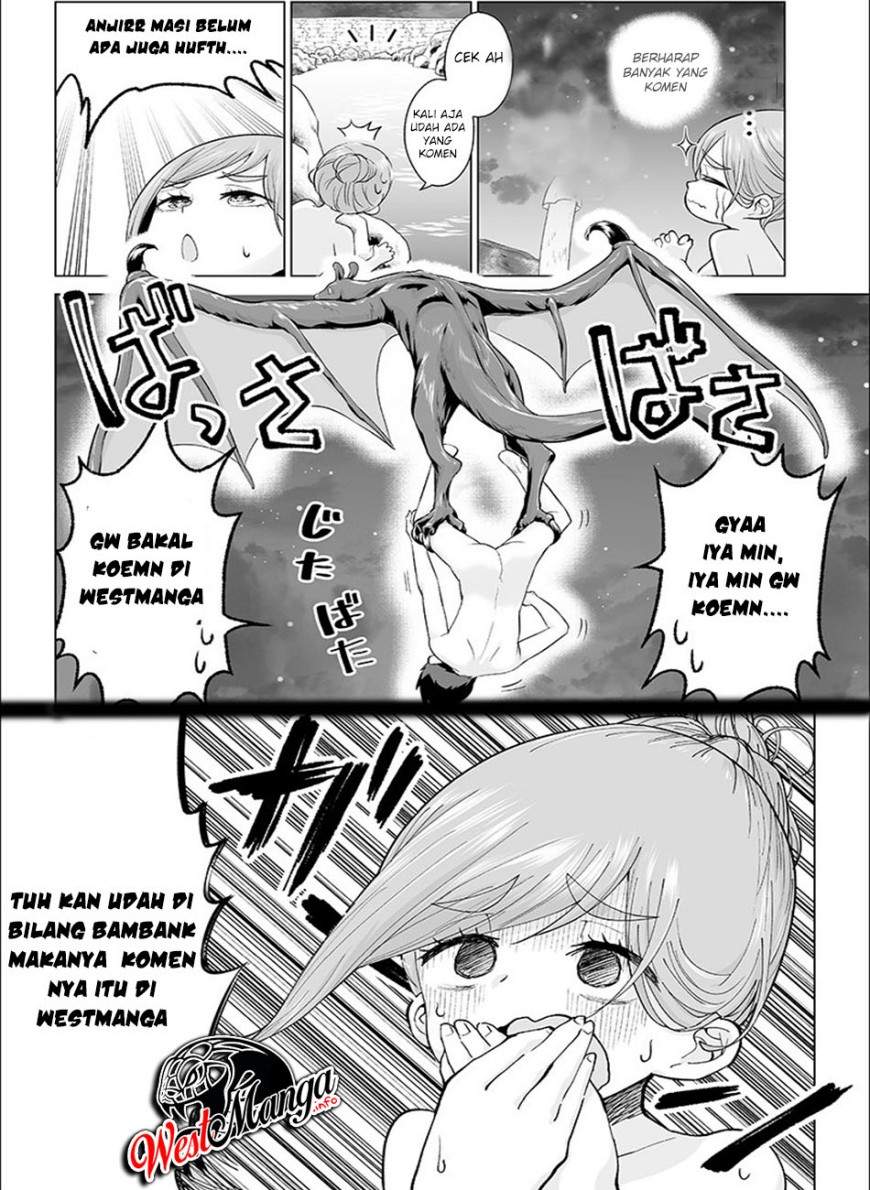 BERHARAP
BANYAK YANG
KOMEN
CEK AH
KALI AJA
UDAH ADA
YANG
KOMEN
ANJIRR MASI BELUM
ADA JUGA HUFTH....
ばさ
ばっさ
じたばた
GYAA
IYA MIN,
IYA MIN GW
KOEMN....
GW BAKAL
KOEMN DI
WESTMANGA
TUH KAN UDAH DI
BILANG BAMBANK
MAKANYA KOMEN
NYA ITU DI
WESTMANGA
WestManga
.info